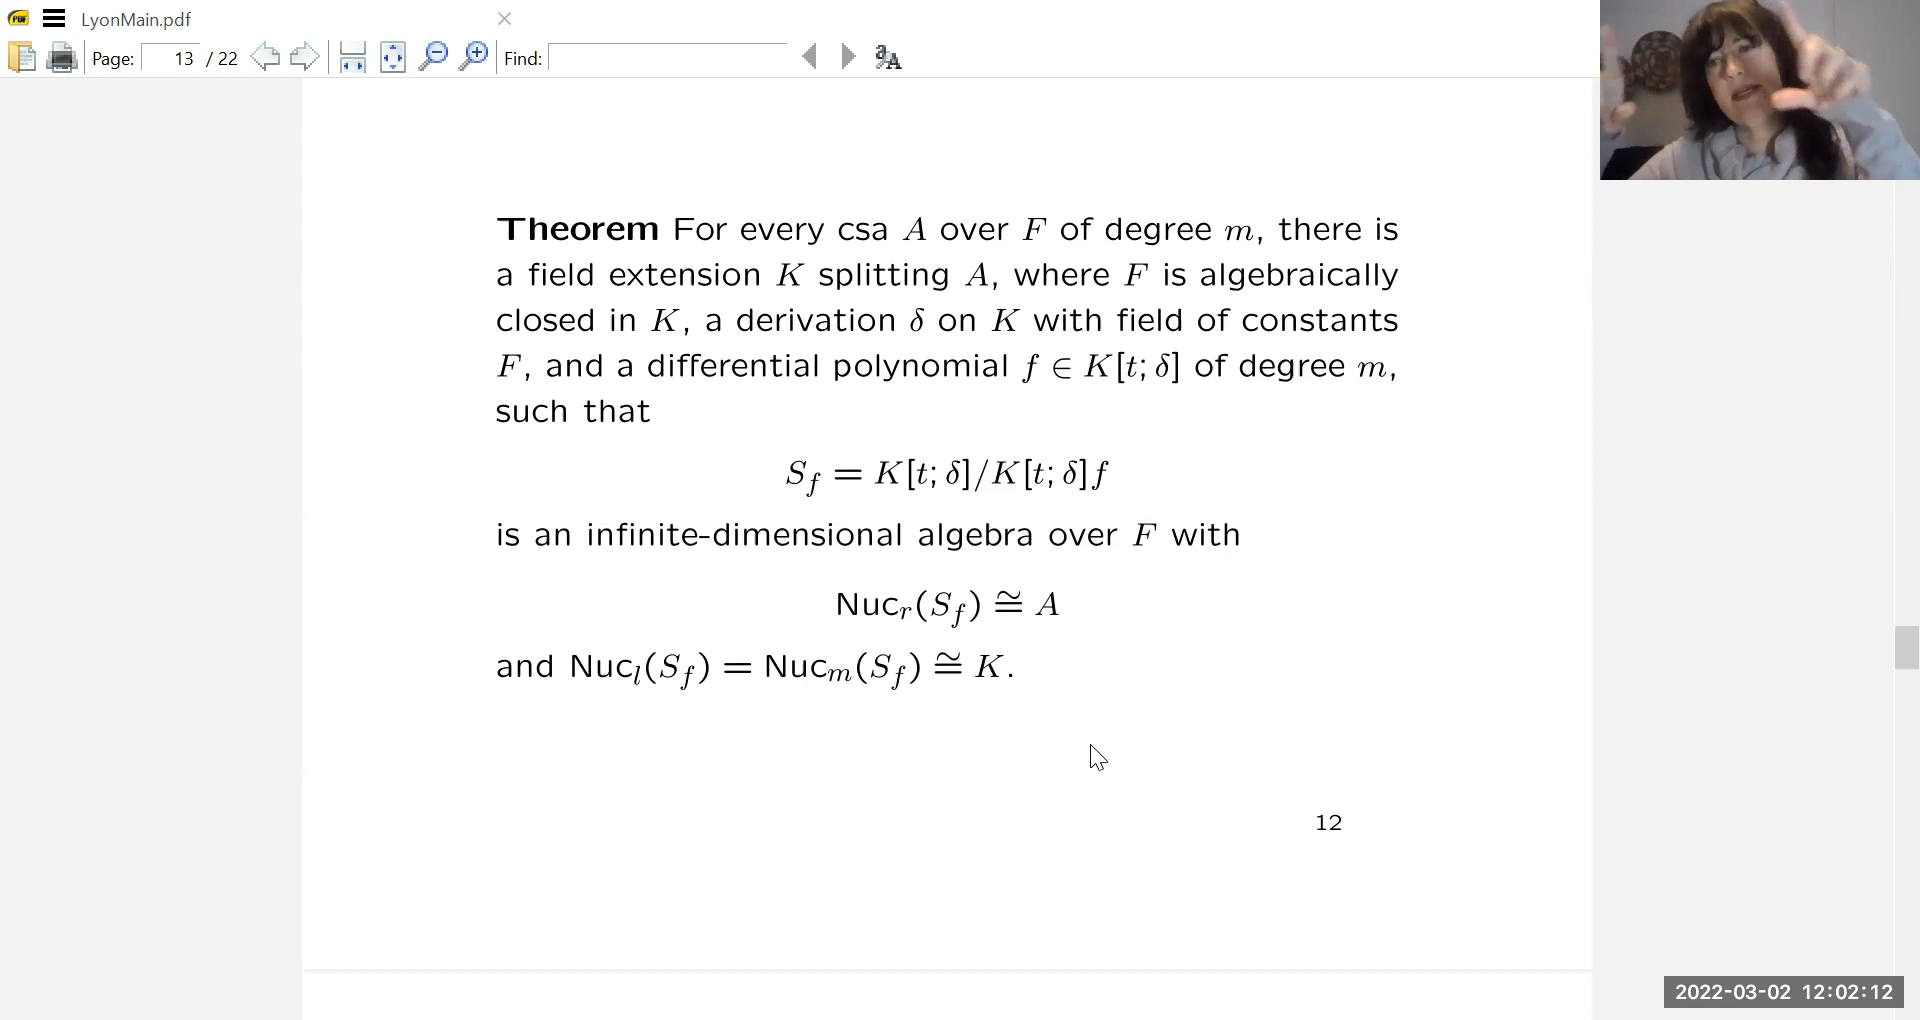 LyonMain.pdf
Page: 13 / 22 Find:
Theorem For every csa A over F of degree m, there is
a field extension K splitting A, where F is algebraically
closed in K, a derivation δ on K with field of constants
F, and a differential polynomial f ∈ K[t; δ] of degree m,
such that
S_f = K[t; δ]/K[t; δ]f
is an infinite-dimensional algebra over F with
Nuc_r(S_f) ≅ A
and Nuc_l(S_f) = Nuc_m(S_f) ≅ K.
12
2022-03-02 12:02:12